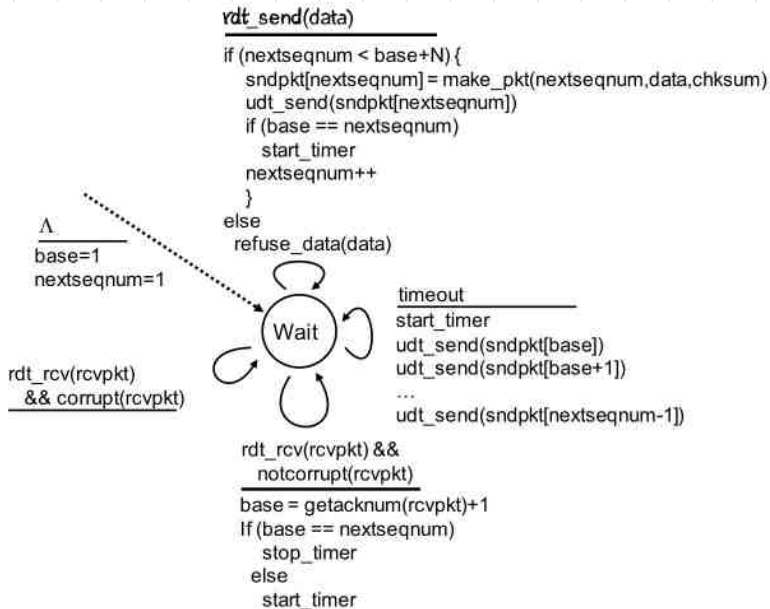 rdt_send(data)
if (nextseqnum < base+N) {
sndpkt[nextseqnum] = make_pkt(nextseqnum,data,chksum)
udt_send(sndpkt[nextseqnum])
if (base == nextseqnum)
start_timer
nextseqnum++
}
else
refuse_data(data)
Λ
base=1
nextseqnum=1
Wait
timeout
start_timer
udt_send(sndpkt[base])
udt_send(sndpkt[base+1])
…
udt_send(sndpkt[nextseqnum-1])
rdt_rcv(rcvpkt)
&& corrupt(rcvpkt)
rdt_rcv(rcvpkt) &&
notcorrupt(rcvpkt)
base = getacknum(rcvpkt)+1
If (base == nextseqnum)
stop_timer
else
start_timer